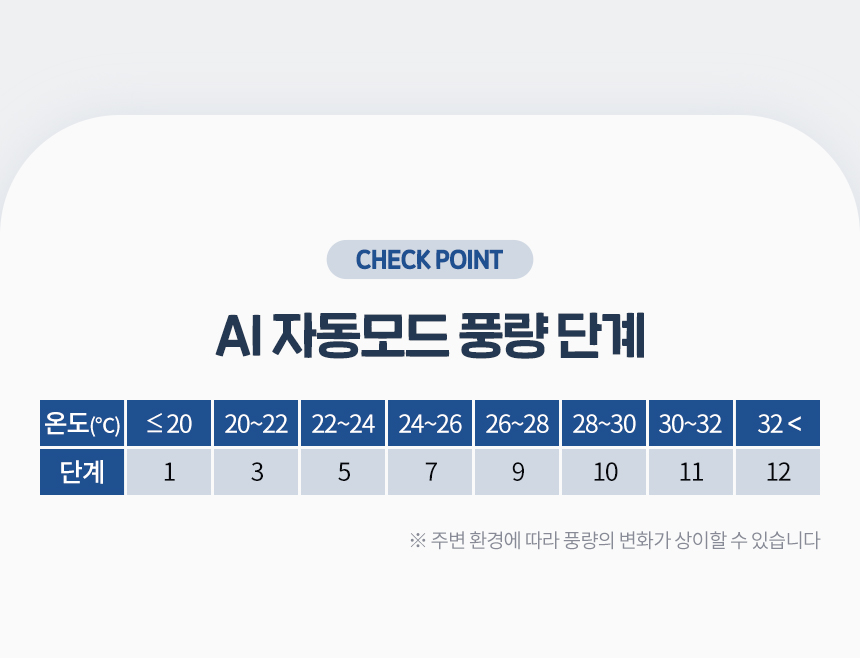 CHECK POINT
AI 자동모드 풍량 단계
온도(℃) ≤20 20~22 22~24 24~26 26~28 28~30 30~32 32 <
단계 1 3 5 7 9 10 11 12
※ 주변 환경에 따라 풍량의 변화가 상이할 수 있습니다